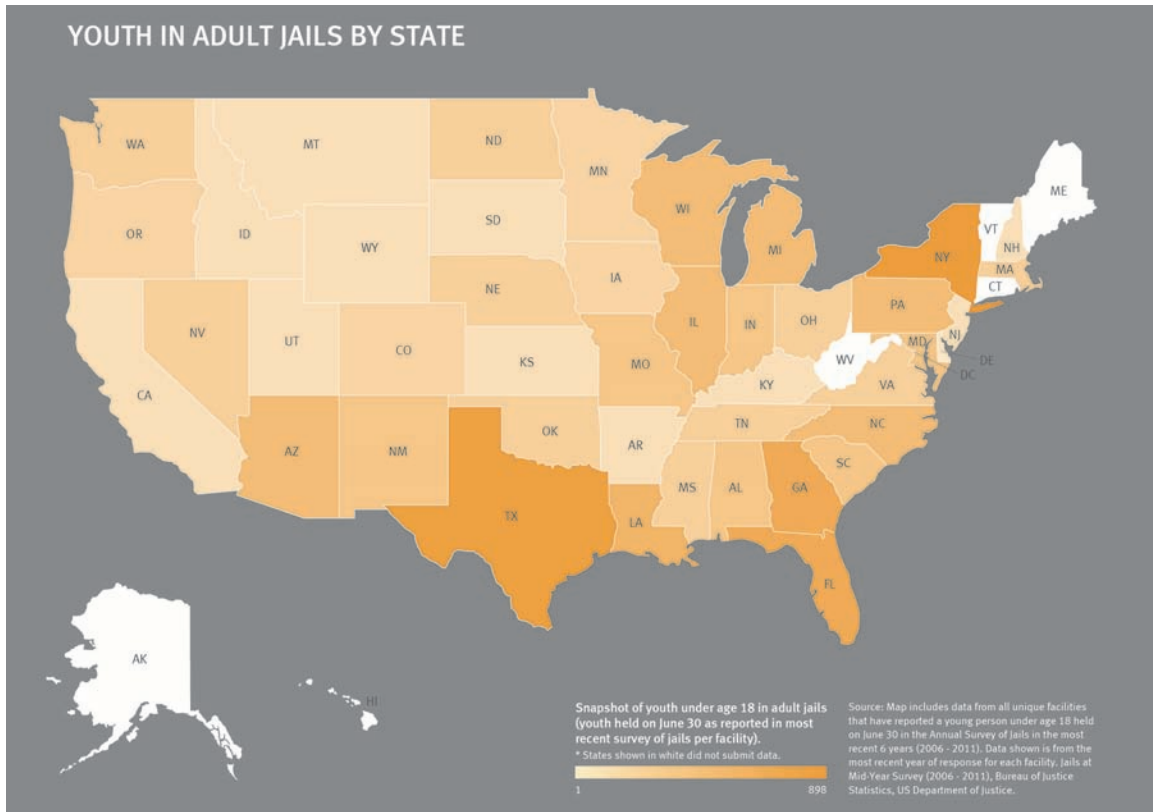 YOUTH IN ADULT JAILS BY STATE
WA
MT
ND
MN
ME
OR
ID
SD
WI
VT
NH
WY
MI
NY
MA
CT
NE
IA
PA
NV
UT
CO
IL
IN
OH
NJ
MD
DE
DC
KS
MO
WV
CA
KY
VA
AZ
NM
OK
AR
TN
NC
SC
MS
AL
GA
TX
LA
FL
AK
HI
Snapshot of youth under age 18 in adult jails
(youth held on June 30 as reported in most
recent survey of jails per facility).
* States shown in white did not submit data.
1
898
Source: Map includes data from all unique facilities
that have reported a young person under age 18 held
on June 30 in the Annual Survey of Jails in the most
recent 6 years (2006 - 2011). Data shown is from the
most recent year of response for each facility. Jails at
Mid-Year Survey (2006 - 2011), Bureau of Justice
Statistics, US Department of Justice.